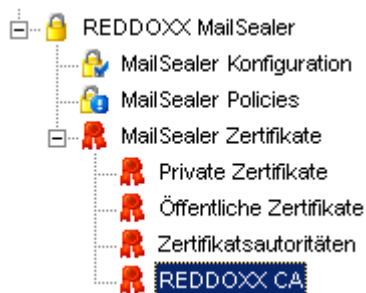 REDDOXX MailSealer
MailSealer Konfiguration
MailSealer Policies
MailSealer Zertifikate
Private Zertifikate
Öffentliche Zertifikate
Zertifikatsautoritäten
REDDOXX CA